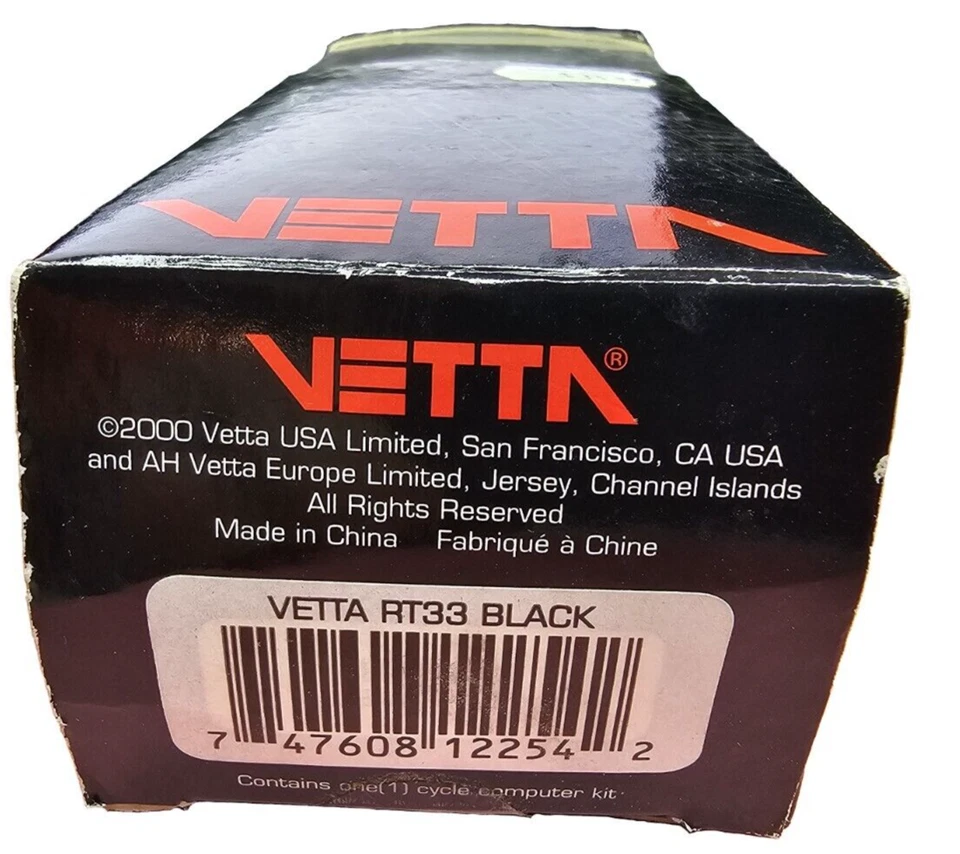 VETTA
VETTA®
©2000 Vetta USA Limited, San Francisco, CA USA
and AH Vetta Europe Limited, Jersey, Channel Islands
All Rights Reserved
Made in China Fabriqué à Chine
VETTA RT33 BLACK
7 47608 12254 2
Contains one(1) cycle computer kit